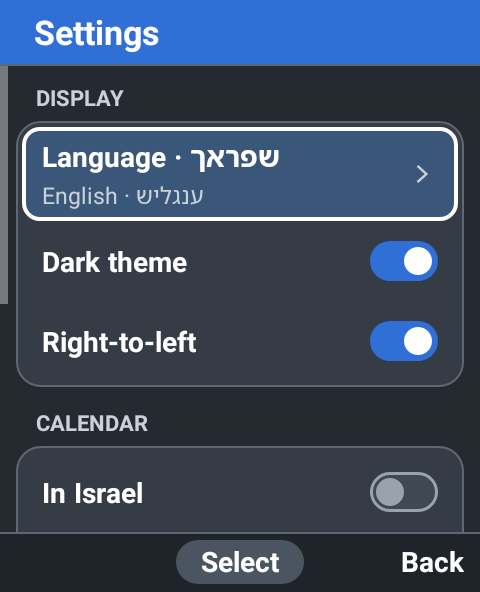 Settings
DISPLAY
Language · שפראך
English · ענגליש
Dark theme
Right-to-left
CALENDAR
In Israel
Select
Back